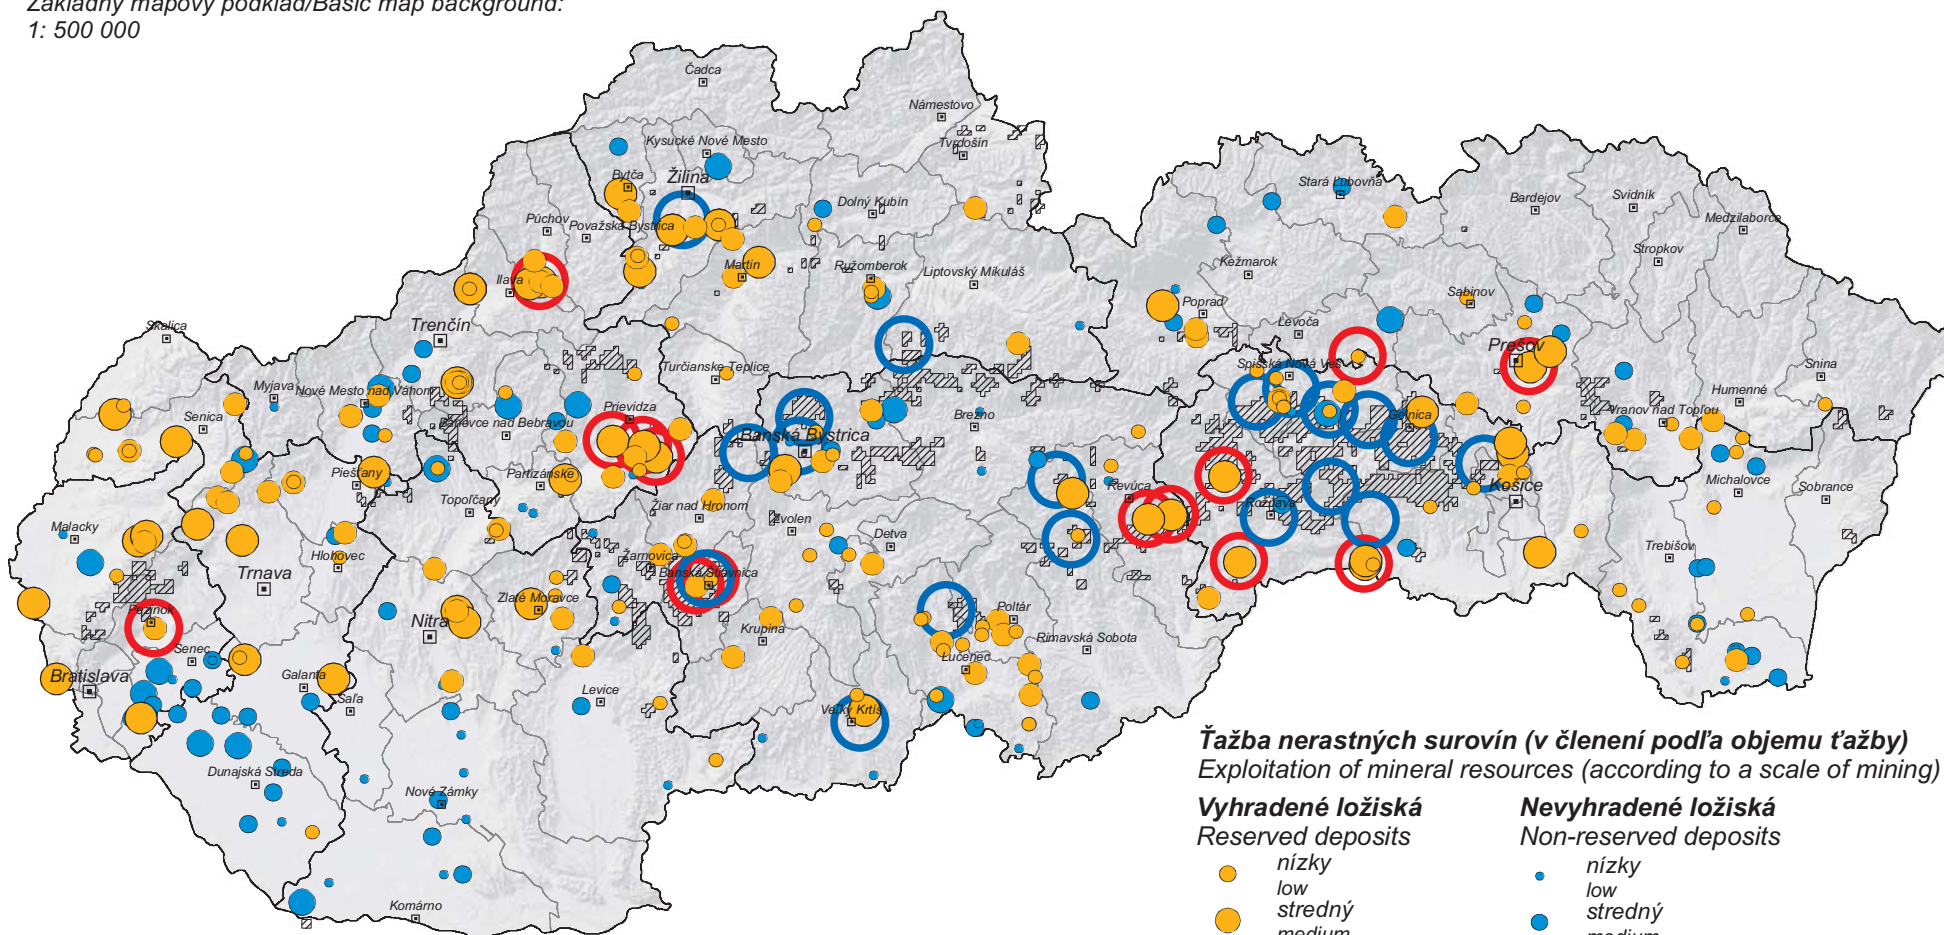 Základný mapový podklad/Basic map background:
1: 500 000
Čadca
Námestovo
Kysucké Nové Mesto
Tvrdošín
Bytča
Žilina
Stará Ľubovňa
Bardejov
Svidník
Dolný Kubín
Medzilaborce
Púchov
Považská Bystrica
Stropkov
Martin
Ružomberok
Liptovský Mikuláš
Kežmarok
Ilava
Sabinov
Poprad
Skalica
Trenčín
Levoča
Prešov
Turčianske Teplice
Spišská Nová Ves
Snina
Myjava
Nové Mesto nad Váhom
Humenné
Senica
Prievidza
Brezno
Gelnica
Vranov nad Topľou
Bánovce nad Bebravou
Banská Bystrica
Piešťany
Partizánske
Topoľčany
Revúca
Košice
Michalovce
Sobrance
Malacky
Žiar nad Hronom
Zvolen
Rožňava
Detva
Hlohovec
Žarnovica
Trebišov
Trnava
Banská Štiavnica
Pezinok
Zlaté Moravce
Poltár
Nitra
Krupina
Rimavská Sobota
Senec
Lučenec
Bratislava
Galanta
Levice
Šaľa
Veľký Krtíš
Dunajská Streda
Nové Zámky
Komárno
Ťažba nerastných surovín (v členení podľa objemu ťažby)
Exploitation of mineral resources (according to a scale of mining)
Vyhradené ložiská
Reserved deposits
nízky
low
stredný
medium
Nevyhradené ložiská
Non-reserved deposits
nízky
low
stredný
medium